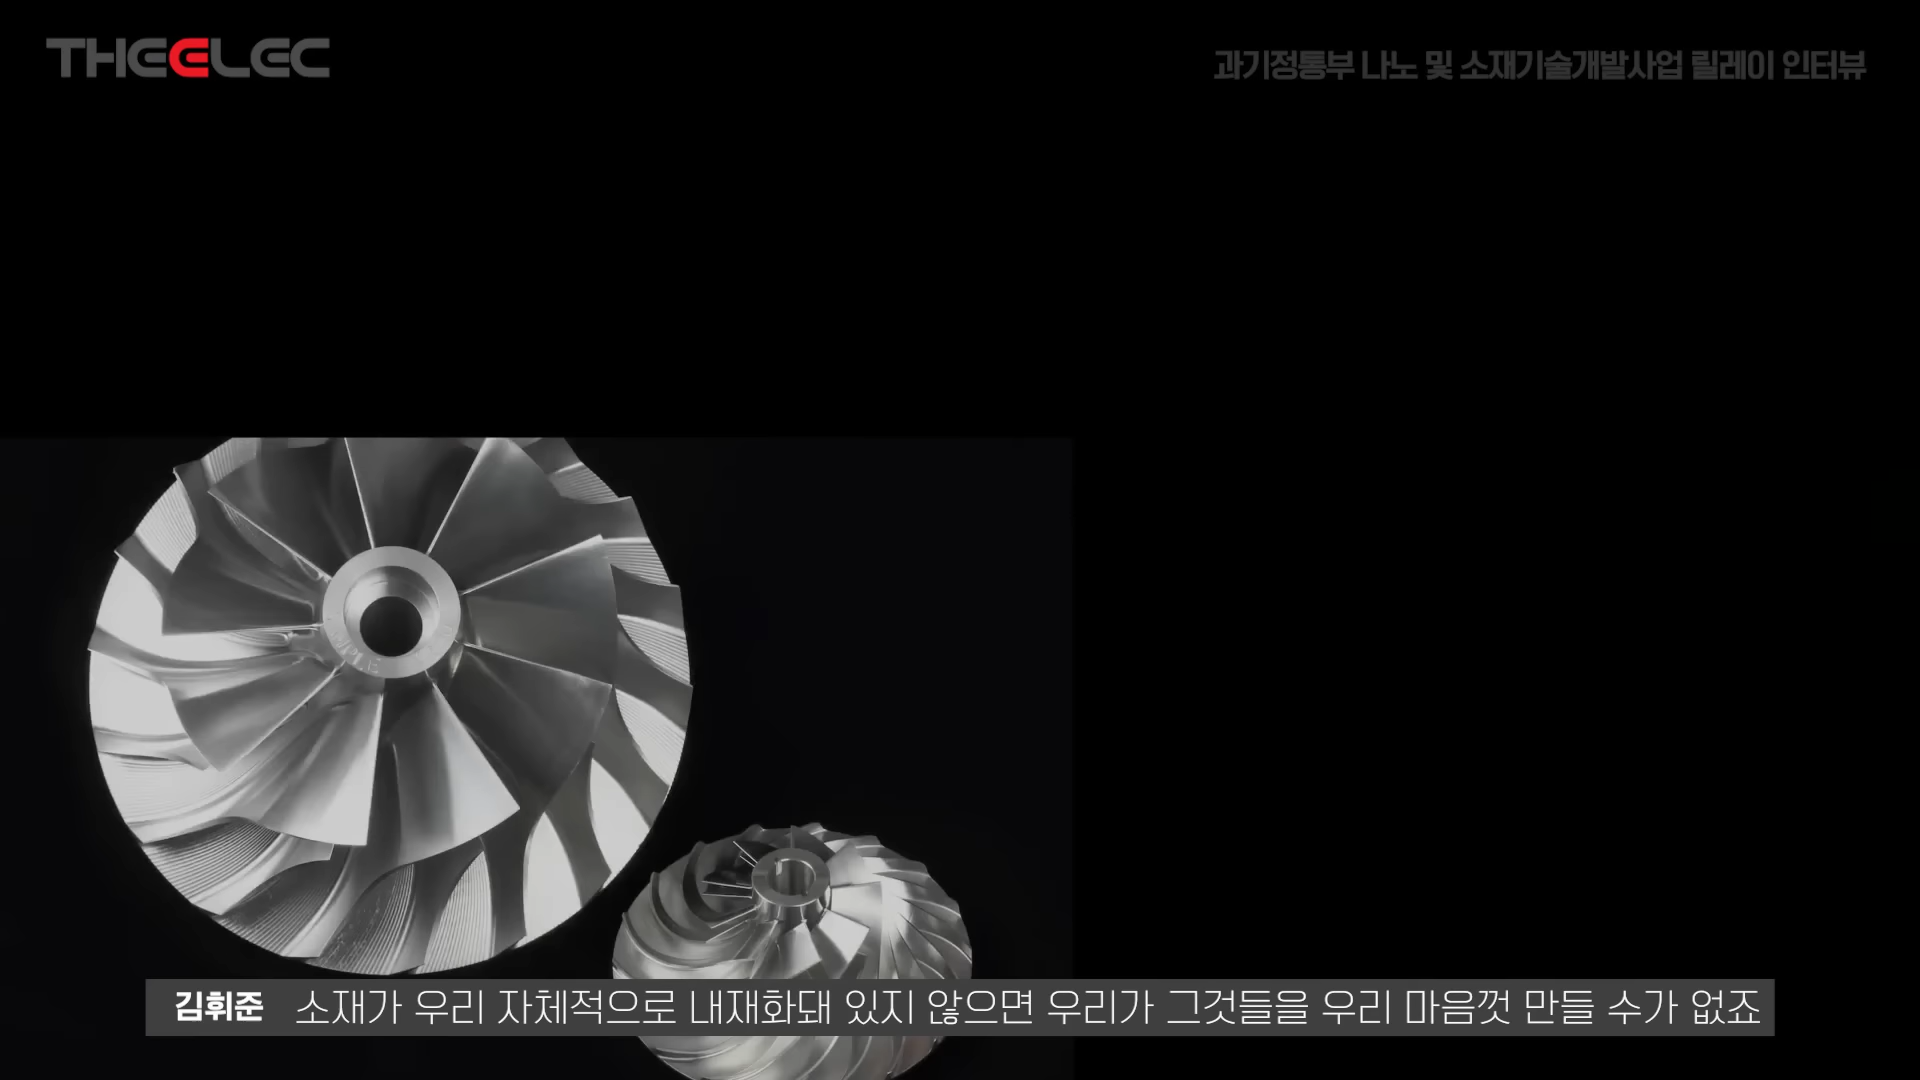 THEELEC
과기정통부 나노 및 소재기술개발사업 릴레이 인터뷰
김휘준 소재가 우리 자체적으로 내재화돼 있지 않으면 우리가 그것들을 우리 마음껏 만들 수가 없죠